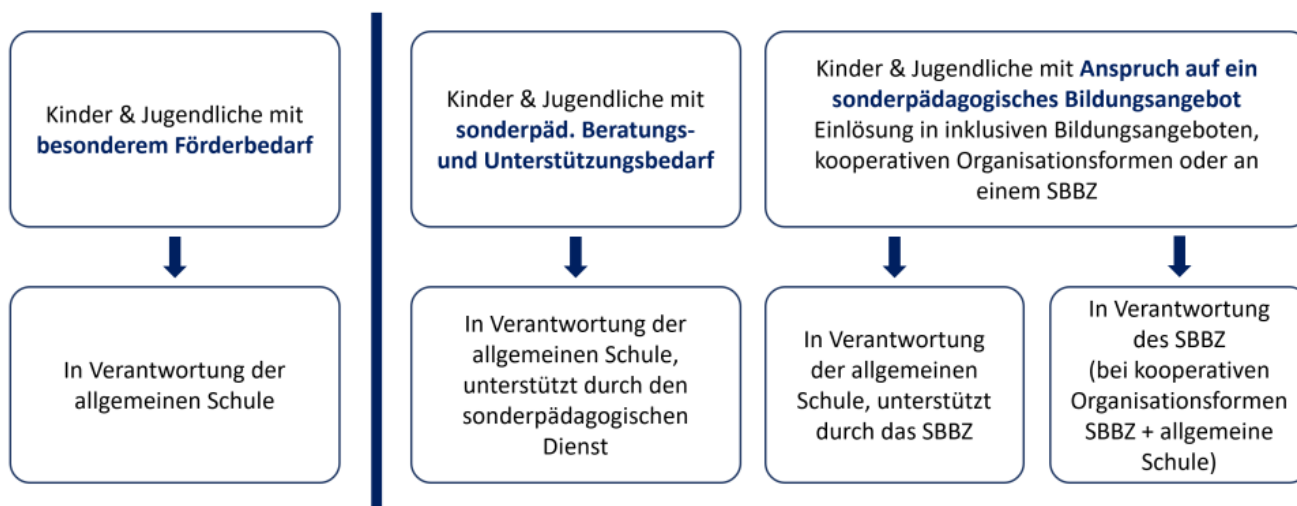 Kinder & Jugendliche mit
besonderem Förderbedarf
Kinder & Jugendliche mit
sonderpäd. Beratungs-
und Unterstützungsbedarf
Kinder & Jugendliche mit Anspruch auf ein
sonderpädagogisches Bildungsangebot
Einlösung in inklusiven Bildungsangeboten,
kooperativen Organisationsformen oder an
einem SBBZ
In Verantwortung der
allgemeinen Schule
In Verantwortung der
allgemeinen Schule,
unterstützt durch den
sonderpädagogischen
Dienst
In Verantwortung
der allgemeinen
Schule, unterstützt
durch das SBBZ
In Verantwortung
des SBBZ
(bei kooperativen
Organisationsformen
SBBZ + allgemeine
Schule)